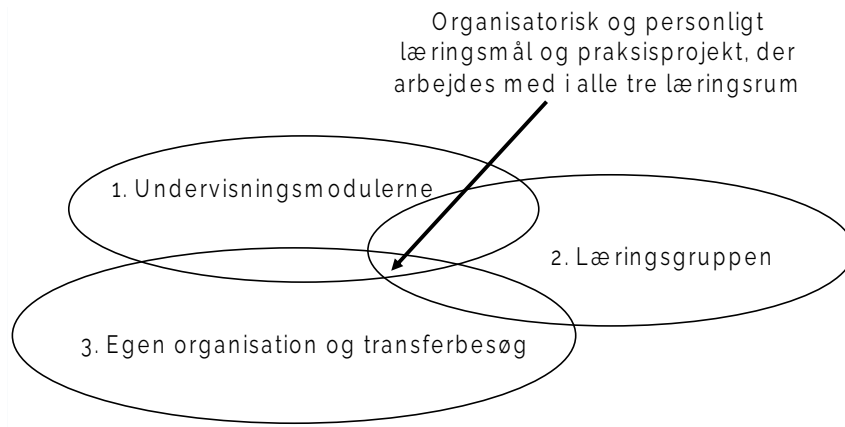 Organisatorisk og personligt
læringsmål og praksisprojekt, der
arbejdes med i alle tre læringsrum
1. Undervisningsmodulerne
2. Læringsgruppen
3. Egen organisation og transferbesøg